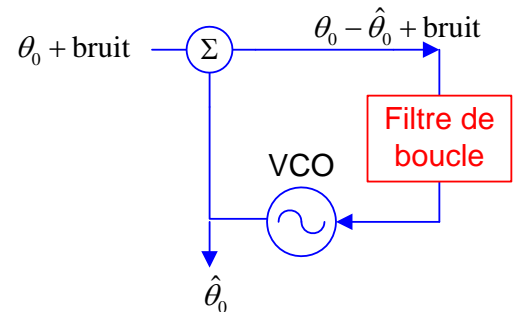 θ₀ + bruit
Σ
θ₀ − θ̂₀ + bruit
Filtre de
boucle
VCO
θ̂₀